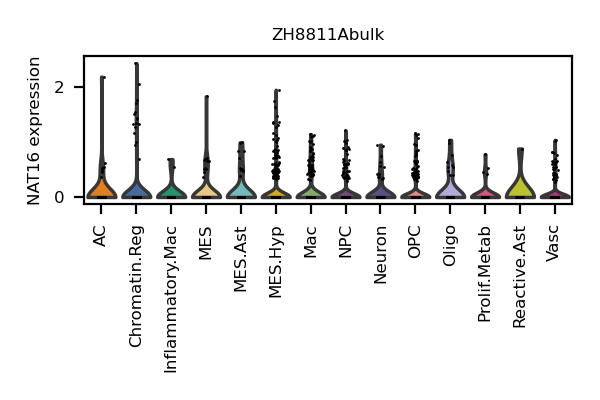 ZH8811Abulk
NAT16 expression
2
0
AC
Chromatin.Reg
Inflammatory.Mac
MES
MES.Ast
MES.Hyp
Mac
NPC
Neuron
OPC
Oligo
Prolif.Metab
Reactive.Ast
Vasc